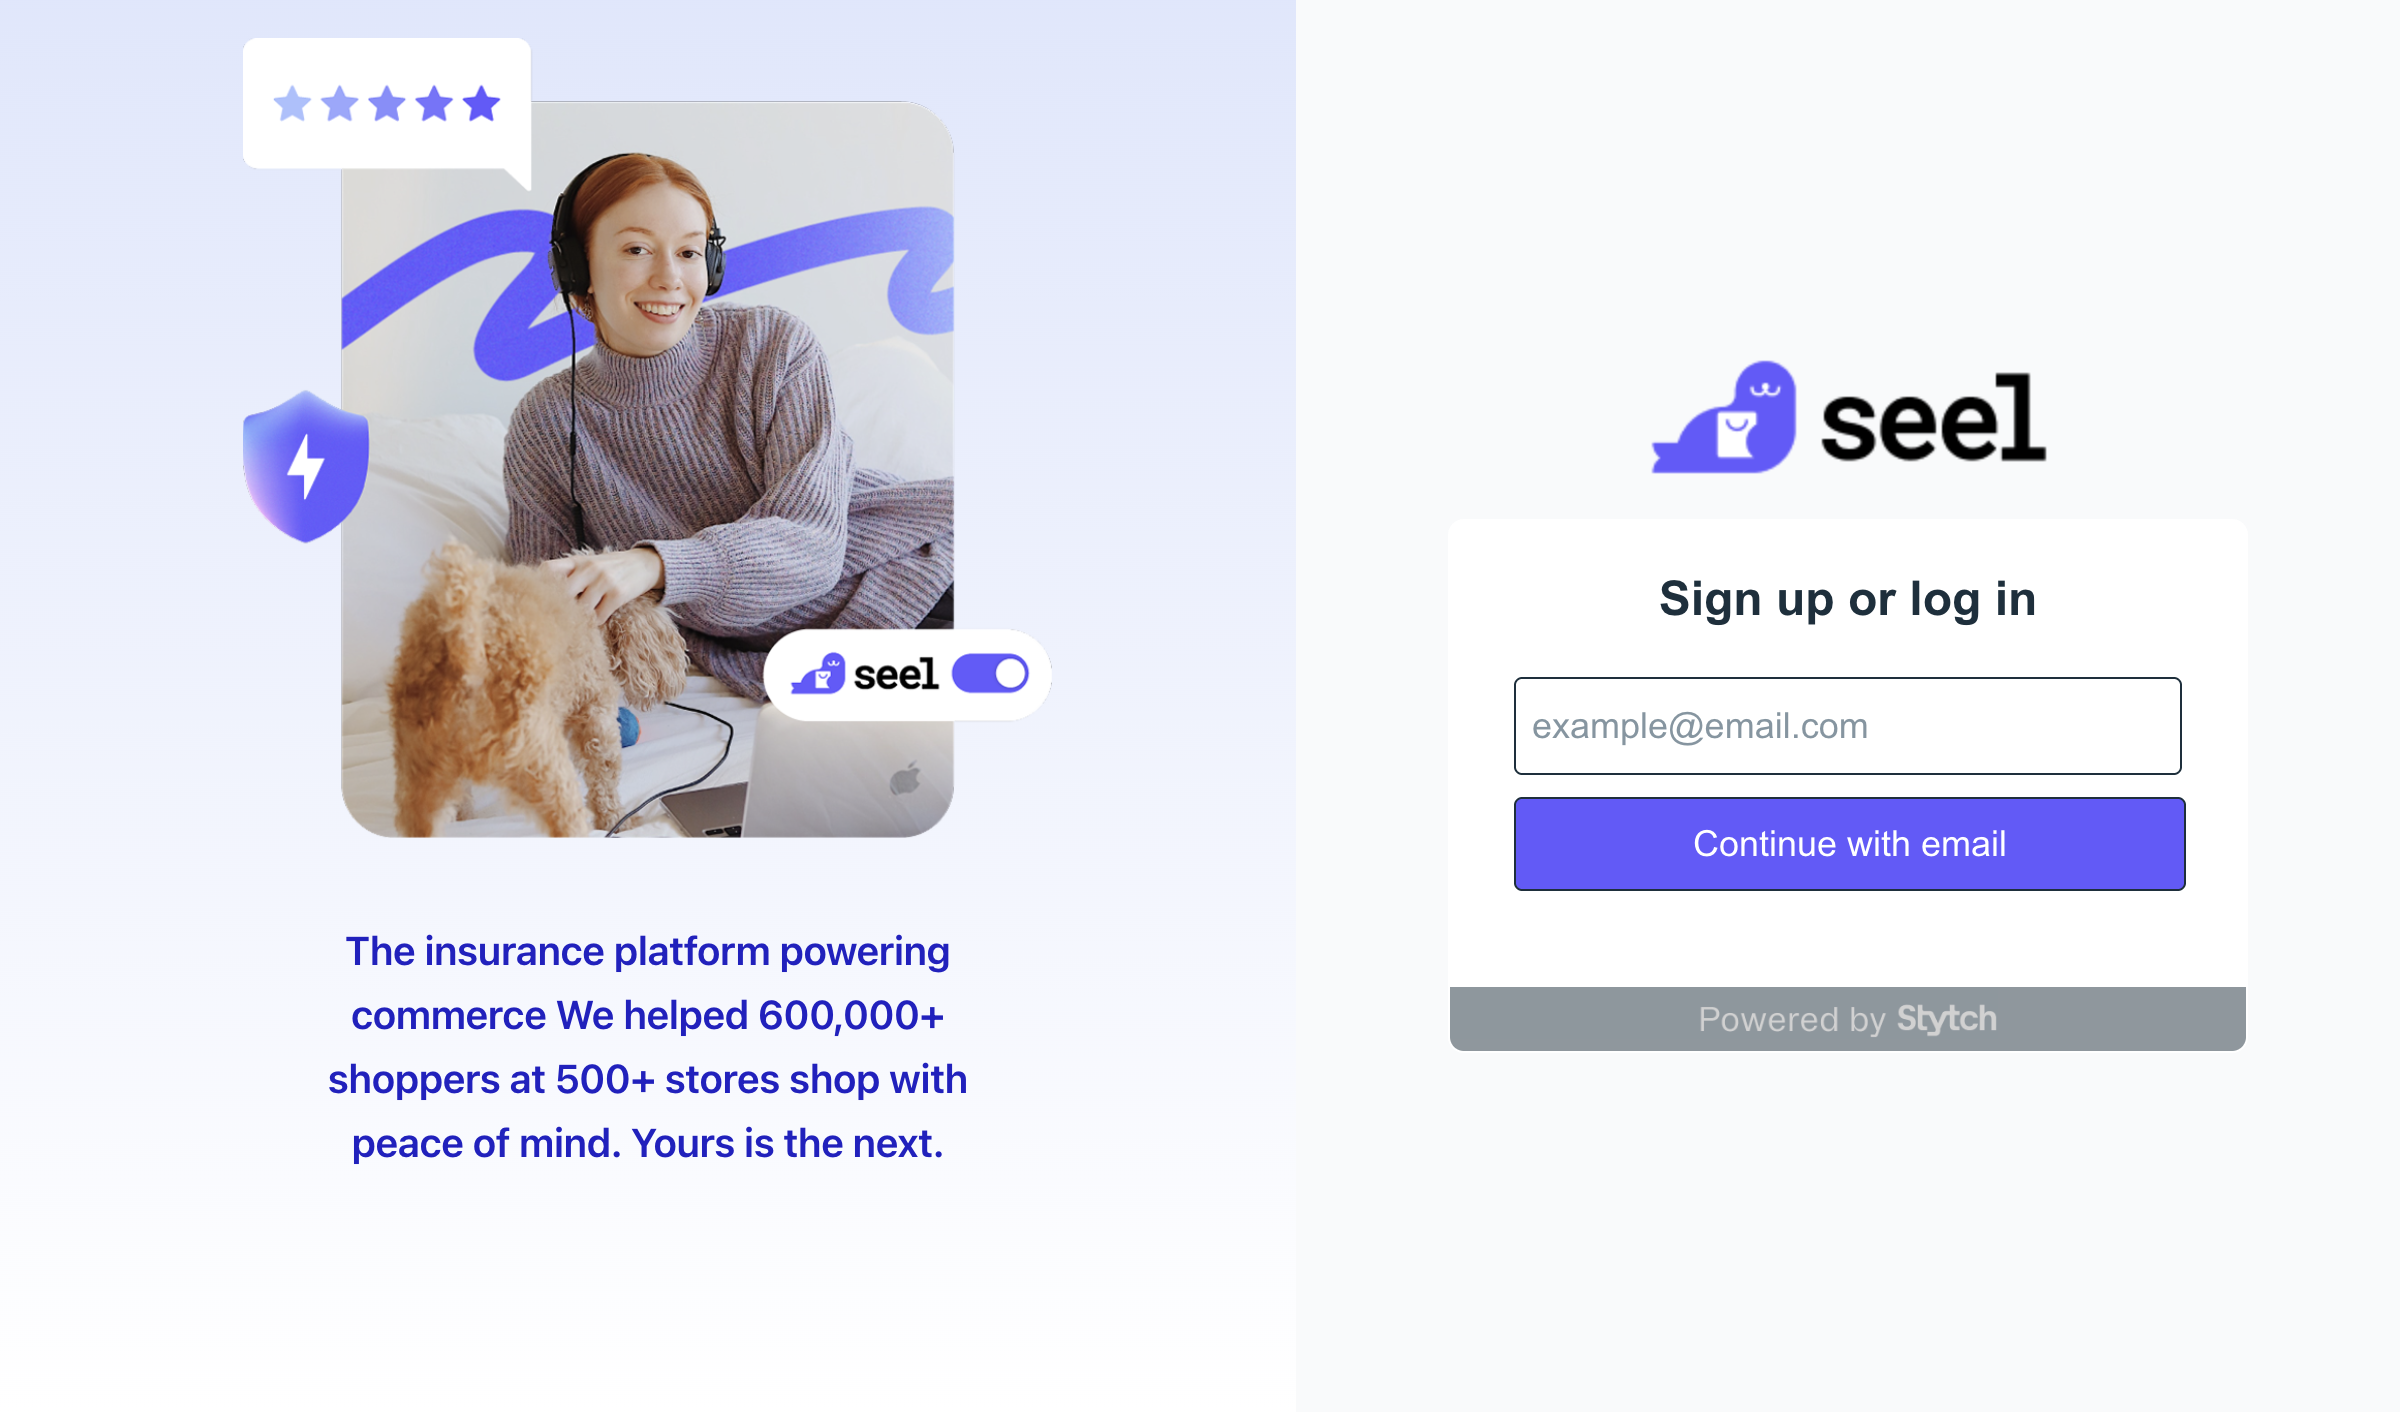 seel
The insurance platform powering
commerce We helped 600,000+
shoppers at 500+ stores shop with
peace of mind. Yours is the next.
seel
Sign up or log in
example@email.com
Continue with email
Powered by Stytch